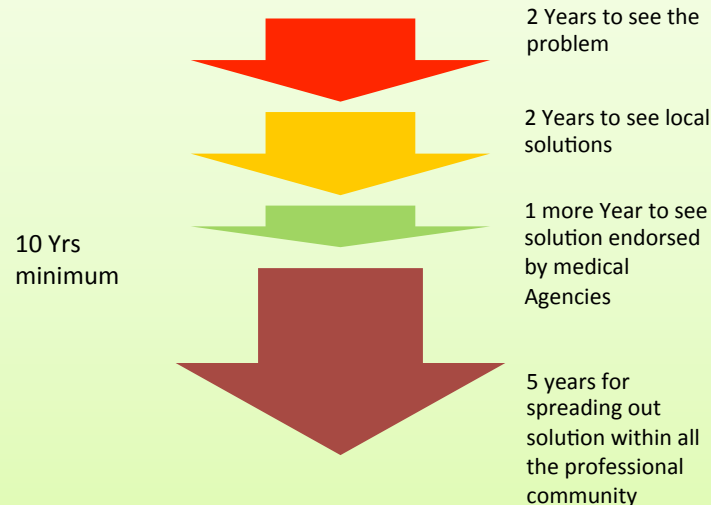 2 Years to see the
problem
2 Years to see local
solutions
1 more Year to see
solution endorsed
by medical
Agencies
10 Yrs
minimum
5 years for
spreading out
solution within all
the professional
community